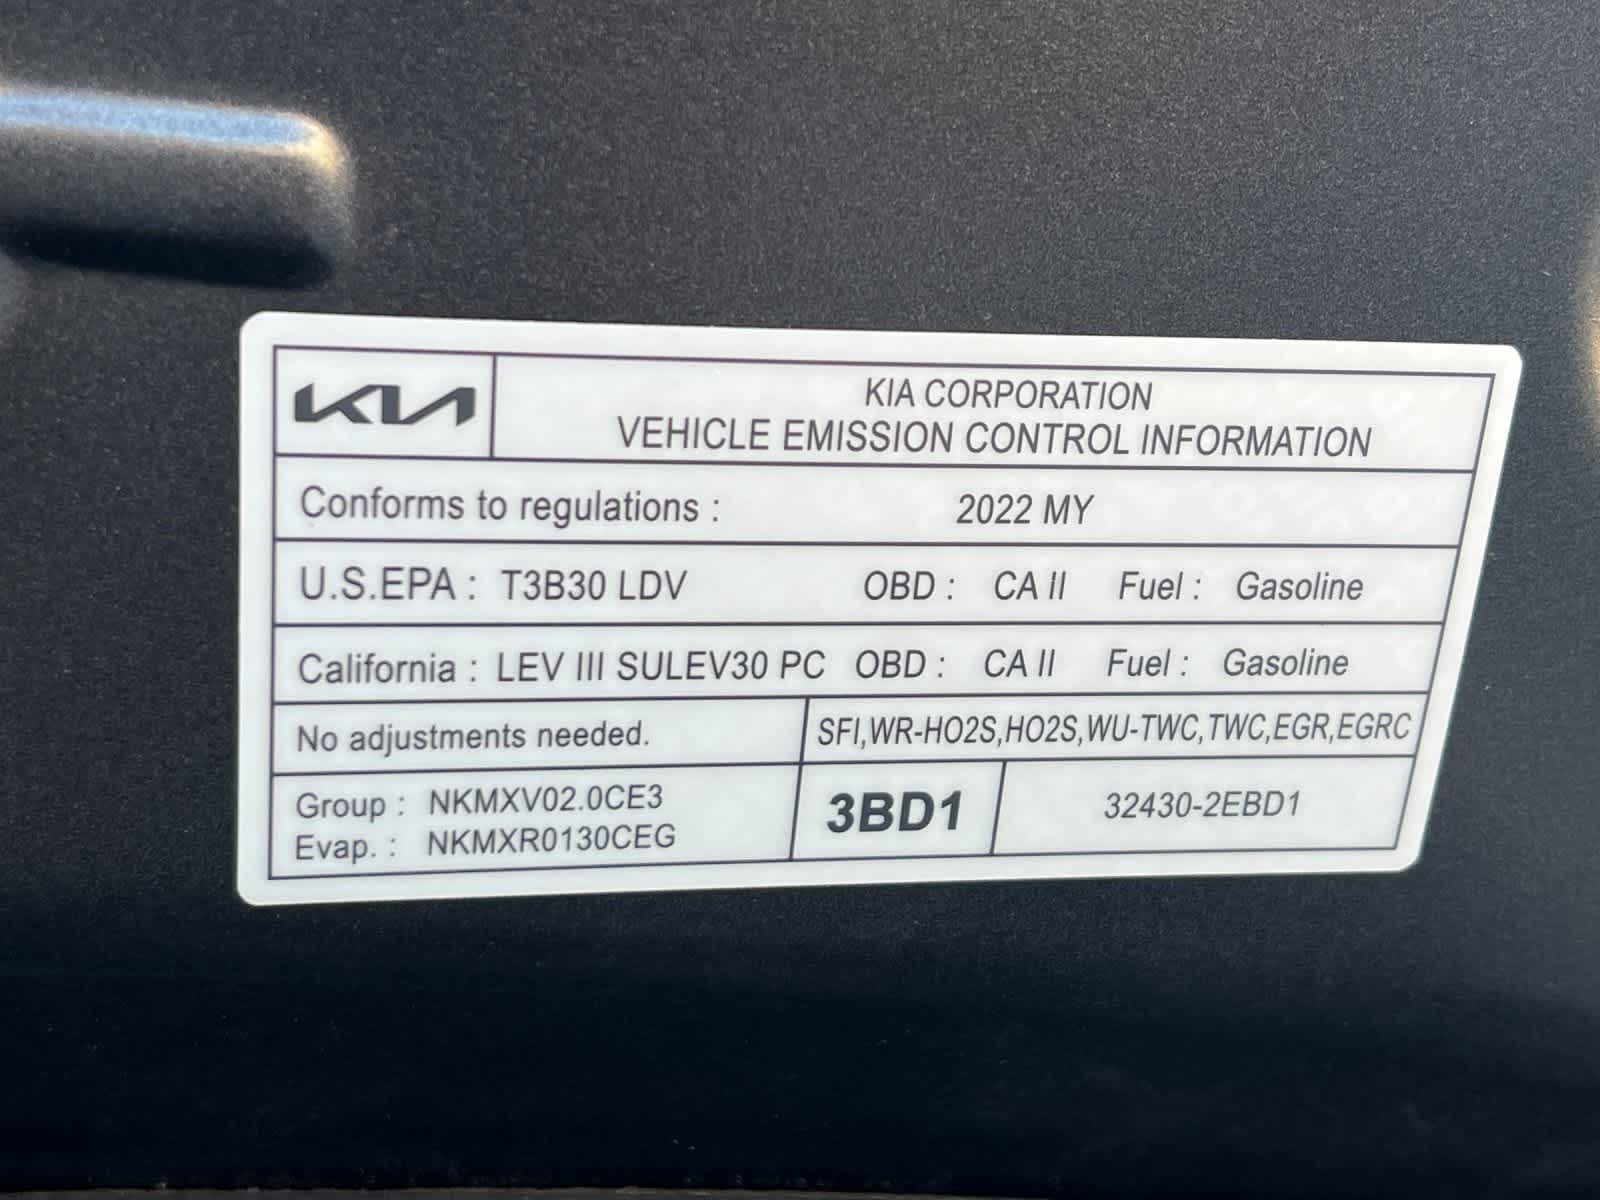 KIA
KIA CORPORATION
VEHICLE EMISSION CONTROL INFORMATION
Conforms to regulations : 2022 MY
U.S.EPA : T3B30 LDV OBD : CA II Fuel : Gasoline
California : LEV III SULEV30 PC OBD : CA II Fuel : Gasoline
No adjustments needed. SFI,WR-HO2S,HO2S,WU-TWC,TWC,EGR,EGRC
Group : NKMXV02.0CE3
Evap. : NKMXR0130CEG
3BD1
32430-2EBD1